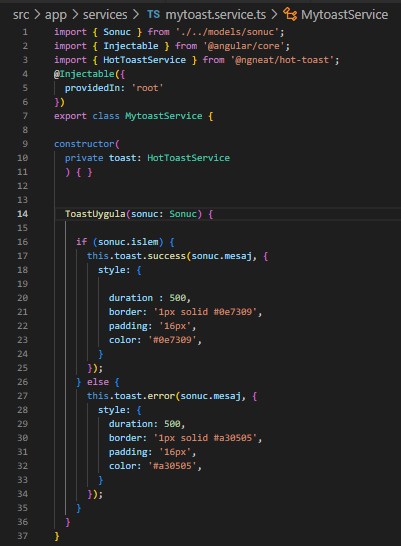 src > app > services > TS mytoast.service.ts > MytoastService
1 import { Sonuc } from './../models/sonuc';
2 import { Injectable } from '@angular/core';
3 import { HotToastService } from '@ngneat/hot-toast';
4 @Injectable({
5 providedIn: 'root'
6 })
7 export class MytoastService {
8
9 constructor(
10 private toast: HotToastService
11 ) { }
12
13
14 ToastUygula(sonuc: Sonuc) {
15
16 if (sonuc.islem) {
17 this.toast.success(sonuc.mesaj, {
18 style: {
19
20 duration : 500,
21 border: '1px solid #0e7309',
22 padding: '16px',
23 color: '#0e7309',
24 }
25 });
26 } else {
27 this.toast.error(sonuc.mesaj, {
28 style: {
29 duration: 500,
30 border: '1px solid #a30505',
31 padding: '16px',
32 color: '#a30505',
33 }
34 });
35 }
36 }
37 }